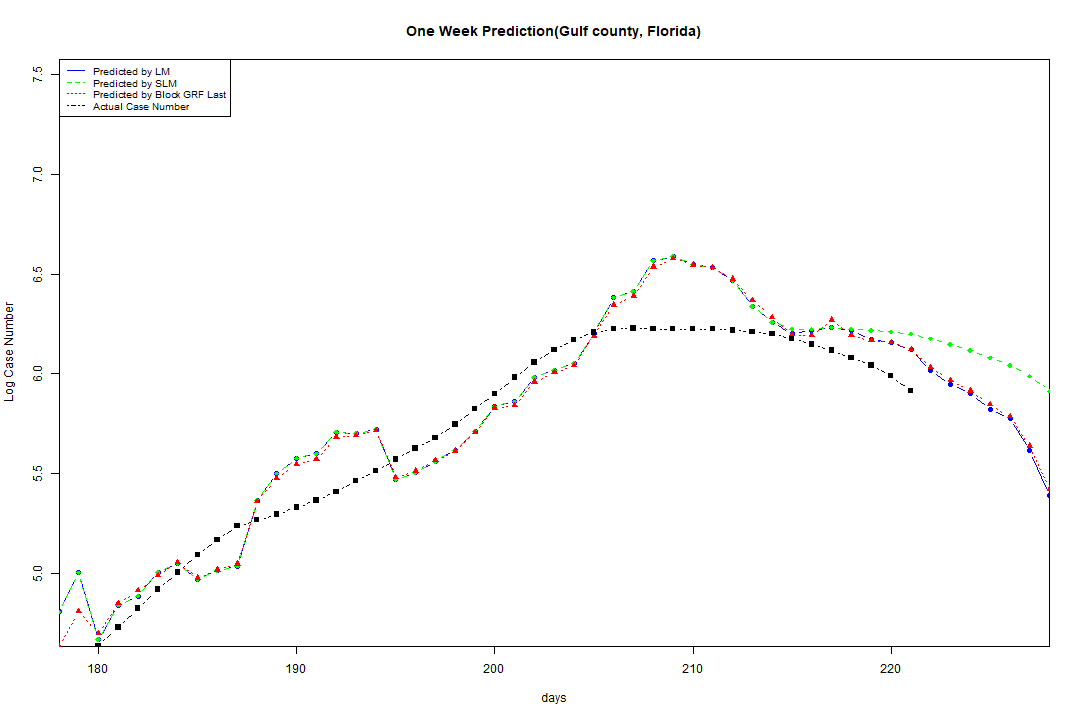 One Week Prediction(Gulf county, Florida)
Predicted by LM
Predicted by SLM
Predicted by Block GRF Last
Actual Case Number
7.5
7.0
6.5
6.0
5.5
5.0
Log Case Number
180 190 200 210 220
days